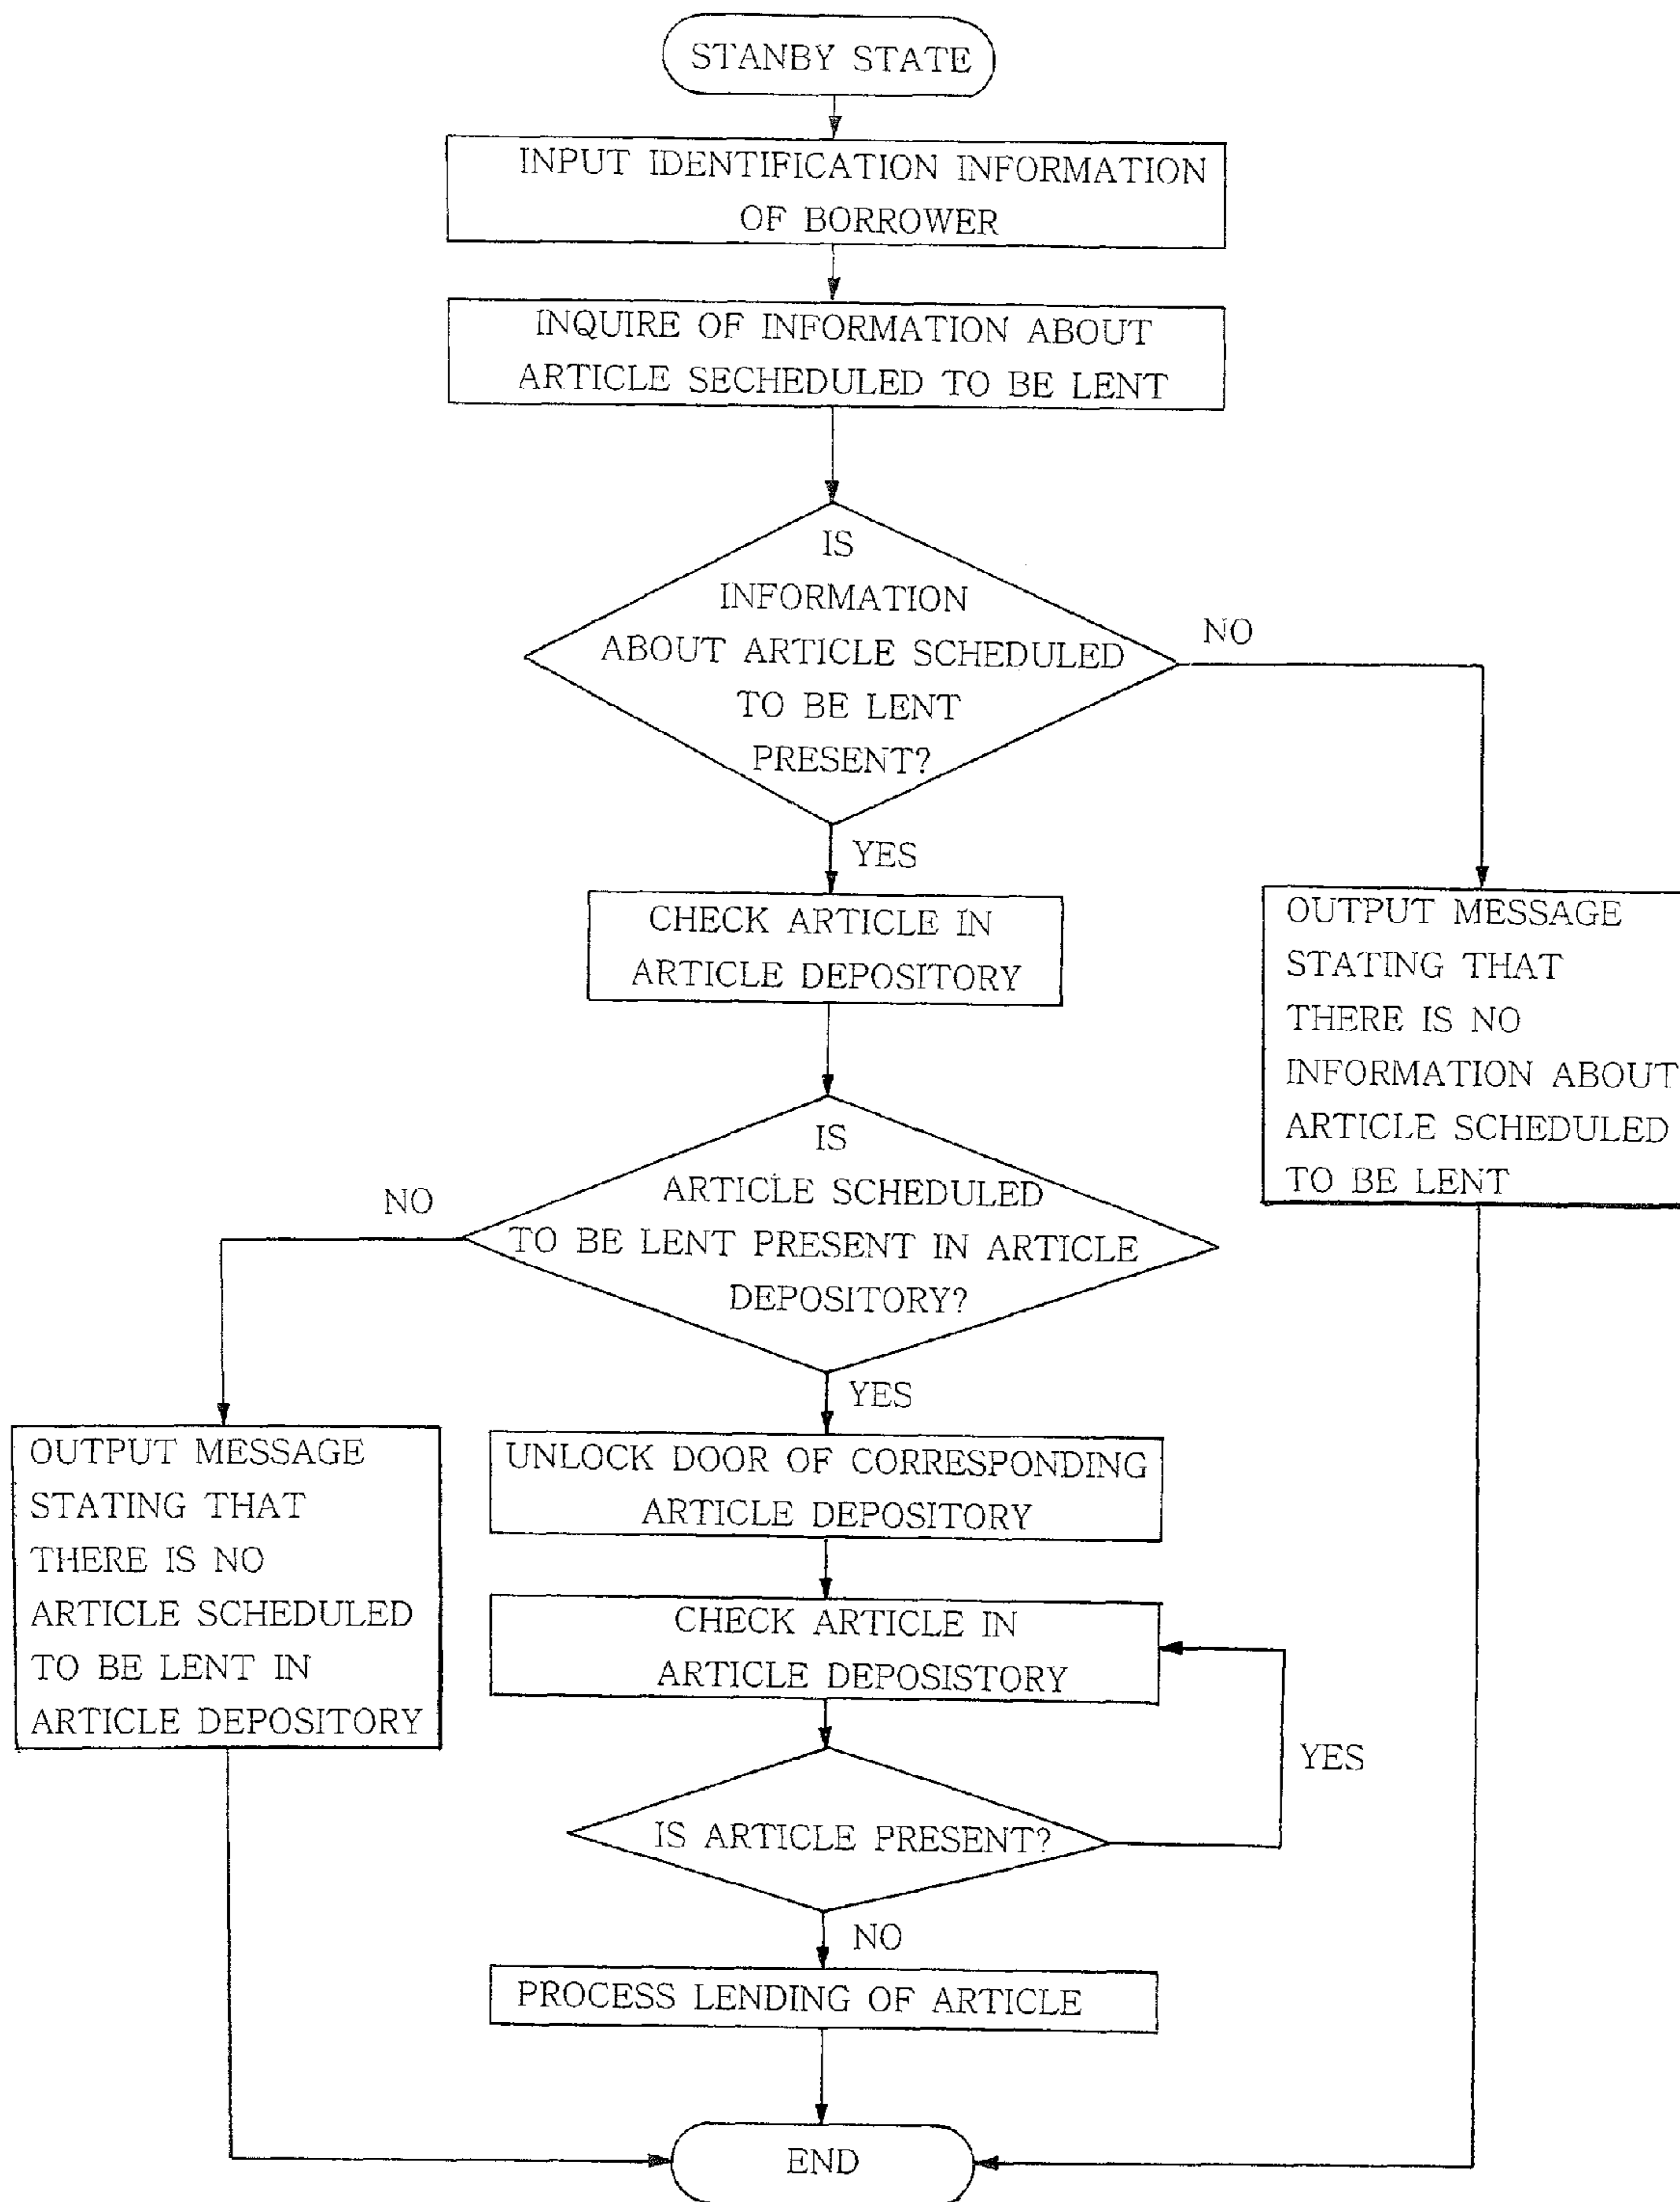 STANBY STATE
INPUT IDENTIFICATION INFORMATION
OF BORROWER
INQUIRE OF INFORMATION ABOUT
ARTICLE SECHEDULED TO BE LENT
IS
INFORMATION
ABOUT ARTICLE SCHEDULED
TO BE LENT
PRESENT?
NO
YES
CHECK ARTICLE IN
ARTICLE DEPOSITORY
OUTPUT MESSAGE
STATING THAT
THERE IS NO
INFORMATION ABOUT
ARTICLE SCHEDULED
TO BE LENT
IS
ARTICLE SCHEDULED
TO BE LENT PRESENT IN ARTICLE
DEPOSITORY?
NO
YES
OUTPUT MESSAGE
STATING THAT
THERE IS NO
ARTICLE SCHEDULED
TO BE LENT IN
ARTICLE DEPOSITORY
UNLOCK DOOR OF CORRESPONDING
ARTICLE DEPOSITORY
CHECK ARTICLE IN
ARTICLE DEPOSISTORY
YES
IS ARTICLE PRESENT?
NO
PROCESS LENDING OF ARTICLE
END